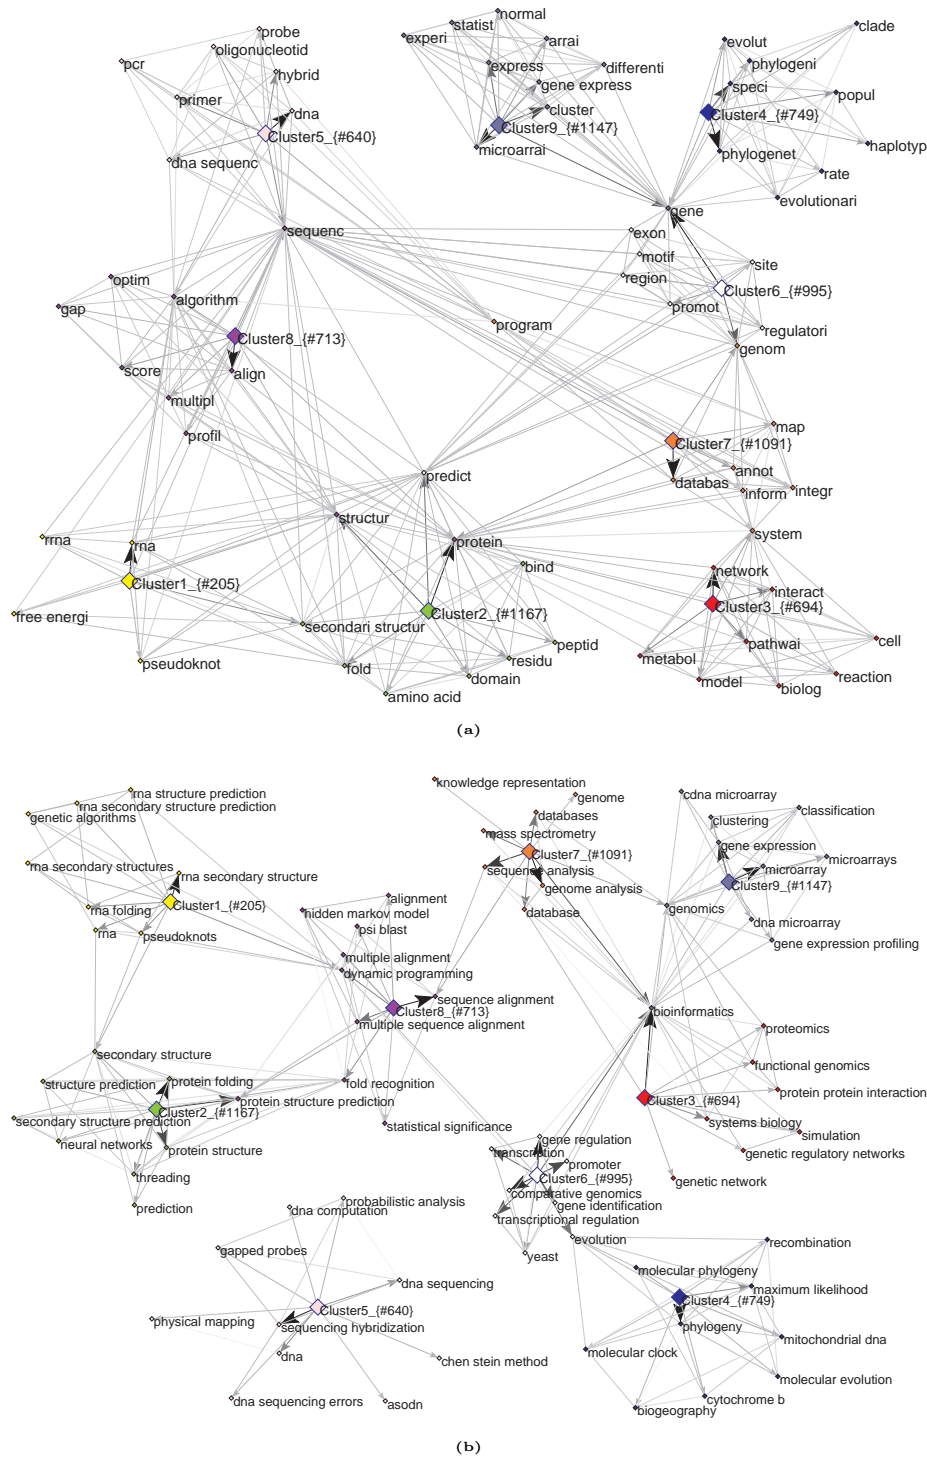 probe
oligonucleotid
pcr
hybrid
primer
dna
Cluster5_{#640}
dna sequenc
normal
statist
experi
arrai
express
differenti
gene express
cluster
Cluster9_{#1147}
microarrai
clade
evolut
phylogeni
speci
popul
Cluster4_{#749}
haplotyp
phylogenet
rate
evolutionari
gene
sequenc
exon
motif
site
region
Cluster6_{#995}
promot
regulatori
genom
optim
algorithm
gap
program
Cluster8_{#713}
score
align
multipl
profil
map
Cluster7_{#1091}
annot
databas
inform
integr
predict
structur
system
protein
rrna
rna
bind
network
Cluster1_{#205}
interact
Cluster3_{#694}
free energi
Cluster2_{#1167}
secondari structur
pathwai
cell
peptid
pseudoknot
fold
residu
metabol
domain
model
reaction
biolog
amino acid
(a)
knowledge representation
rna structure prediction
genome
cdna microarray
rna secondary structure prediction
genetic algorithms
databases
classification
clustering
mass spectrometry
gene expression
Cluster7_{#1091}
microarrays
rna secondary structures
sequence analysis
microarray
rna secondary structure
Cluster9_{#1147}
genome analysis
alignment
Cluster1_{#205}
rna folding
hidden markov model
database
genomics
dna microarray
psi blast
rna
pseudoknots
gene expression profiling
multiple alignment
dynamic programming
sequence alignment
Cluster8_{#713}
bioinformatics
multiple sequence alignment
proteomics
secondary structure
functional genomics
structure prediction
protein folding
fold recognition
protein protein interaction
protein structure prediction
Cluster3_{#694}
Cluster2_{#1167}
secondary structure prediction
systems biology
statistical significance
simulation
neural networks
gene regulation
protein structure
transcription
genetic regulatory networks
promoter
threading
Cluster6_{#995}
genetic network
comparative genomics
probabilistic analysis
prediction
gene identification
dna computation
transcriptional regulation
evolution
recombination
gapped probes
yeast
molecular phylogeny
dna sequencing
maximum likelihood
Cluster4_{#749}
Cluster5_{#640}
physical mapping
sequencing hybridization
phylogeny
mitochondrial dna
molecular clock
dna
chen stein method
molecular evolution
dna sequencing errors
asodn
cytochrome b
biogeography
(b)